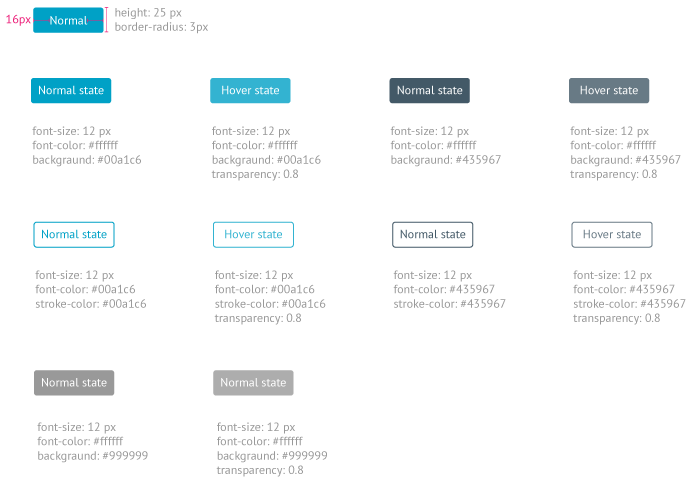 16px
Normal
height: 25 px
border-radius: 3px
Normal state
Hover state
Normal state
Hover state
font-size: 12 px
font-color: #ffffff
backgraund: #00a1c6
font-size: 12 px
font-color: #ffffff
backgraund: #00a1c6
transparency: 0.8
font-size: 12 px
font-color: #ffffff
backgraund: #435967
font-size: 12 px
font-color: #ffffff
backgraund: #435967
transparency: 0.8
Normal state
Hover state
Normal state
Hover state
font-size: 12 px
font-color: #00a1c6
stroke-color: #00a1c6
font-size: 12 px
font-color: #00a1c6
stroke-color: #00a1c6
transparency: 0.8
font-size: 12 px
font-color: #435967
stroke-color: #435967
font-size: 12 px
font-color: #435967
stroke-color: #435967
transparency: 0.8
Normal state
Normal state
font-size: 12 px
font-color: #ffffff
backgraund: #999999
font-size: 12 px
font-color: #ffffff
backgraund: #999999
transparency: 0.8